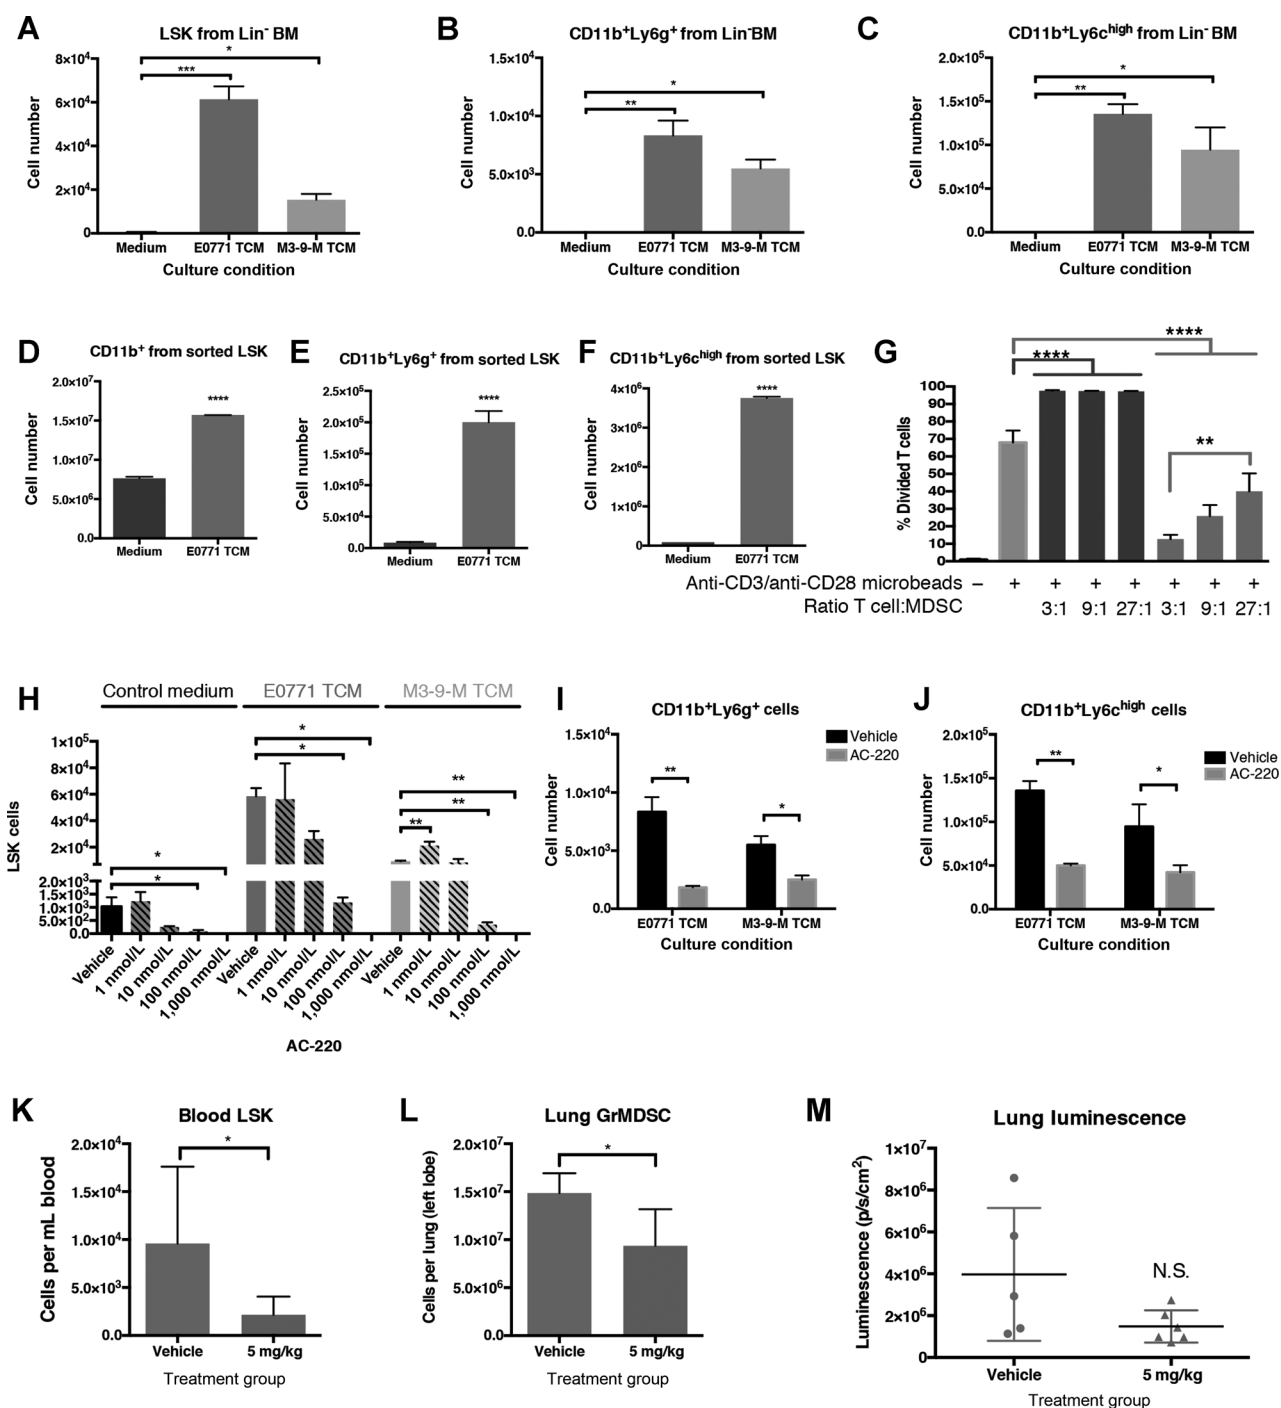 A
LSK from Lin⁻ BM
*
***
8×10⁴
6×10⁴
4×10⁴
2×10⁴
0
Cell number
Medium E0771 TCM M3-9-M TCM
Culture condition
B
CD11b⁺Ly6g⁺ from Lin⁻BM
*
**
1.5×10⁴
1.0×10⁴
5.0×10³
0.0
Cell number
Medium E0771 TCM M3-9-M TCM
Culture condition
C
CD11b⁺Ly6c^high from Lin⁻ BM
*
**
2.0×10⁵
1.5×10⁵
1.0×10⁵
5.0×10⁴
0.0
Cell number
Medium E0771 TCM M3-9-M TCM
Culture condition
D
CD11b⁺ from sorted LSK
****
2.0×10⁷
1.5×10⁷
1.0×10⁷
5.0×10⁶
0.0
Cell number
Medium E0771 TCM
E
CD11b⁺Ly6g⁺ from sorted LSK
****
2.5×10⁵
2.0×10⁵
1.5×10⁵
1.0×10⁵
5.0×10⁴
0.0
Cell number
Medium E0771 TCM
F
CD11b⁺Ly6c^high from sorted LSK
****
4×10⁶
3×10⁶
2×10⁶
1×10⁶
0
Cell number
Medium E0771 TCM
G
****
****
**
100
90
80
70
60
50
40
30
20
10
0
% Divided T cells
Anti-CD3/anti-CD28 microbeads – + + + + + + +
Ratio T cell:MDSC 3:1 9:1 27:1 3:1 9:1 27:1
H
Control medium E0771 TCM M3-9-M TCM
*
*
*
*
**
**
**
1×10⁵
8×10⁴
6×10⁴
4×10⁴
2×10⁴
2.0×10³
1.5×10³
1.0×10³
5.0×10²
0.0
LSK cells
Vehicle 1 nmol/L 10 nmol/L 100 nmol/L 1,000 nmol/L Vehicle 1 nmol/L 10 nmol/L 100 nmol/L 1,000 nmol/L Vehicle 1 nmol/L 10 nmol/L 100 nmol/L 1,000 nmol/L
AC-220
I
CD11b⁺Ly6g⁺ cells
Vehicle
AC-220
**
*
1.5×10⁴
1.0×10⁴
5.0×10³
0.0
Cell number
E0771 TCM M3-9-M TCM
Culture condition
J
CD11b⁺Ly6c^high cells
Vehicle
AC-220
**
*
2.0×10⁵
1.5×10⁵
1.0×10⁵
5.0×10⁴
0.0
Cell number
E0771 TCM M3-9-M TCM
Culture condition
K
Blood LSK
*
2.0×10⁴
1.5×10⁴
1.0×10⁴
5.0×10³
0.0
Cells per mL blood
Vehicle 5 mg/kg
Treatment group
L
Lung GrMDSC
*
2.0×10⁷
1.5×10⁷
1.0×10⁷
5.0×10⁶
0.0
Cells per lung (left lobe)
Vehicle 5 mg/kg
Treatment group
M
Lung luminescence
N.S.
1×10⁷
8×10⁶
6×10⁶
4×10⁶
2×10⁶
0
Luminescence (p/s/cm²)
Vehicle 5 mg/kg
Treatment group